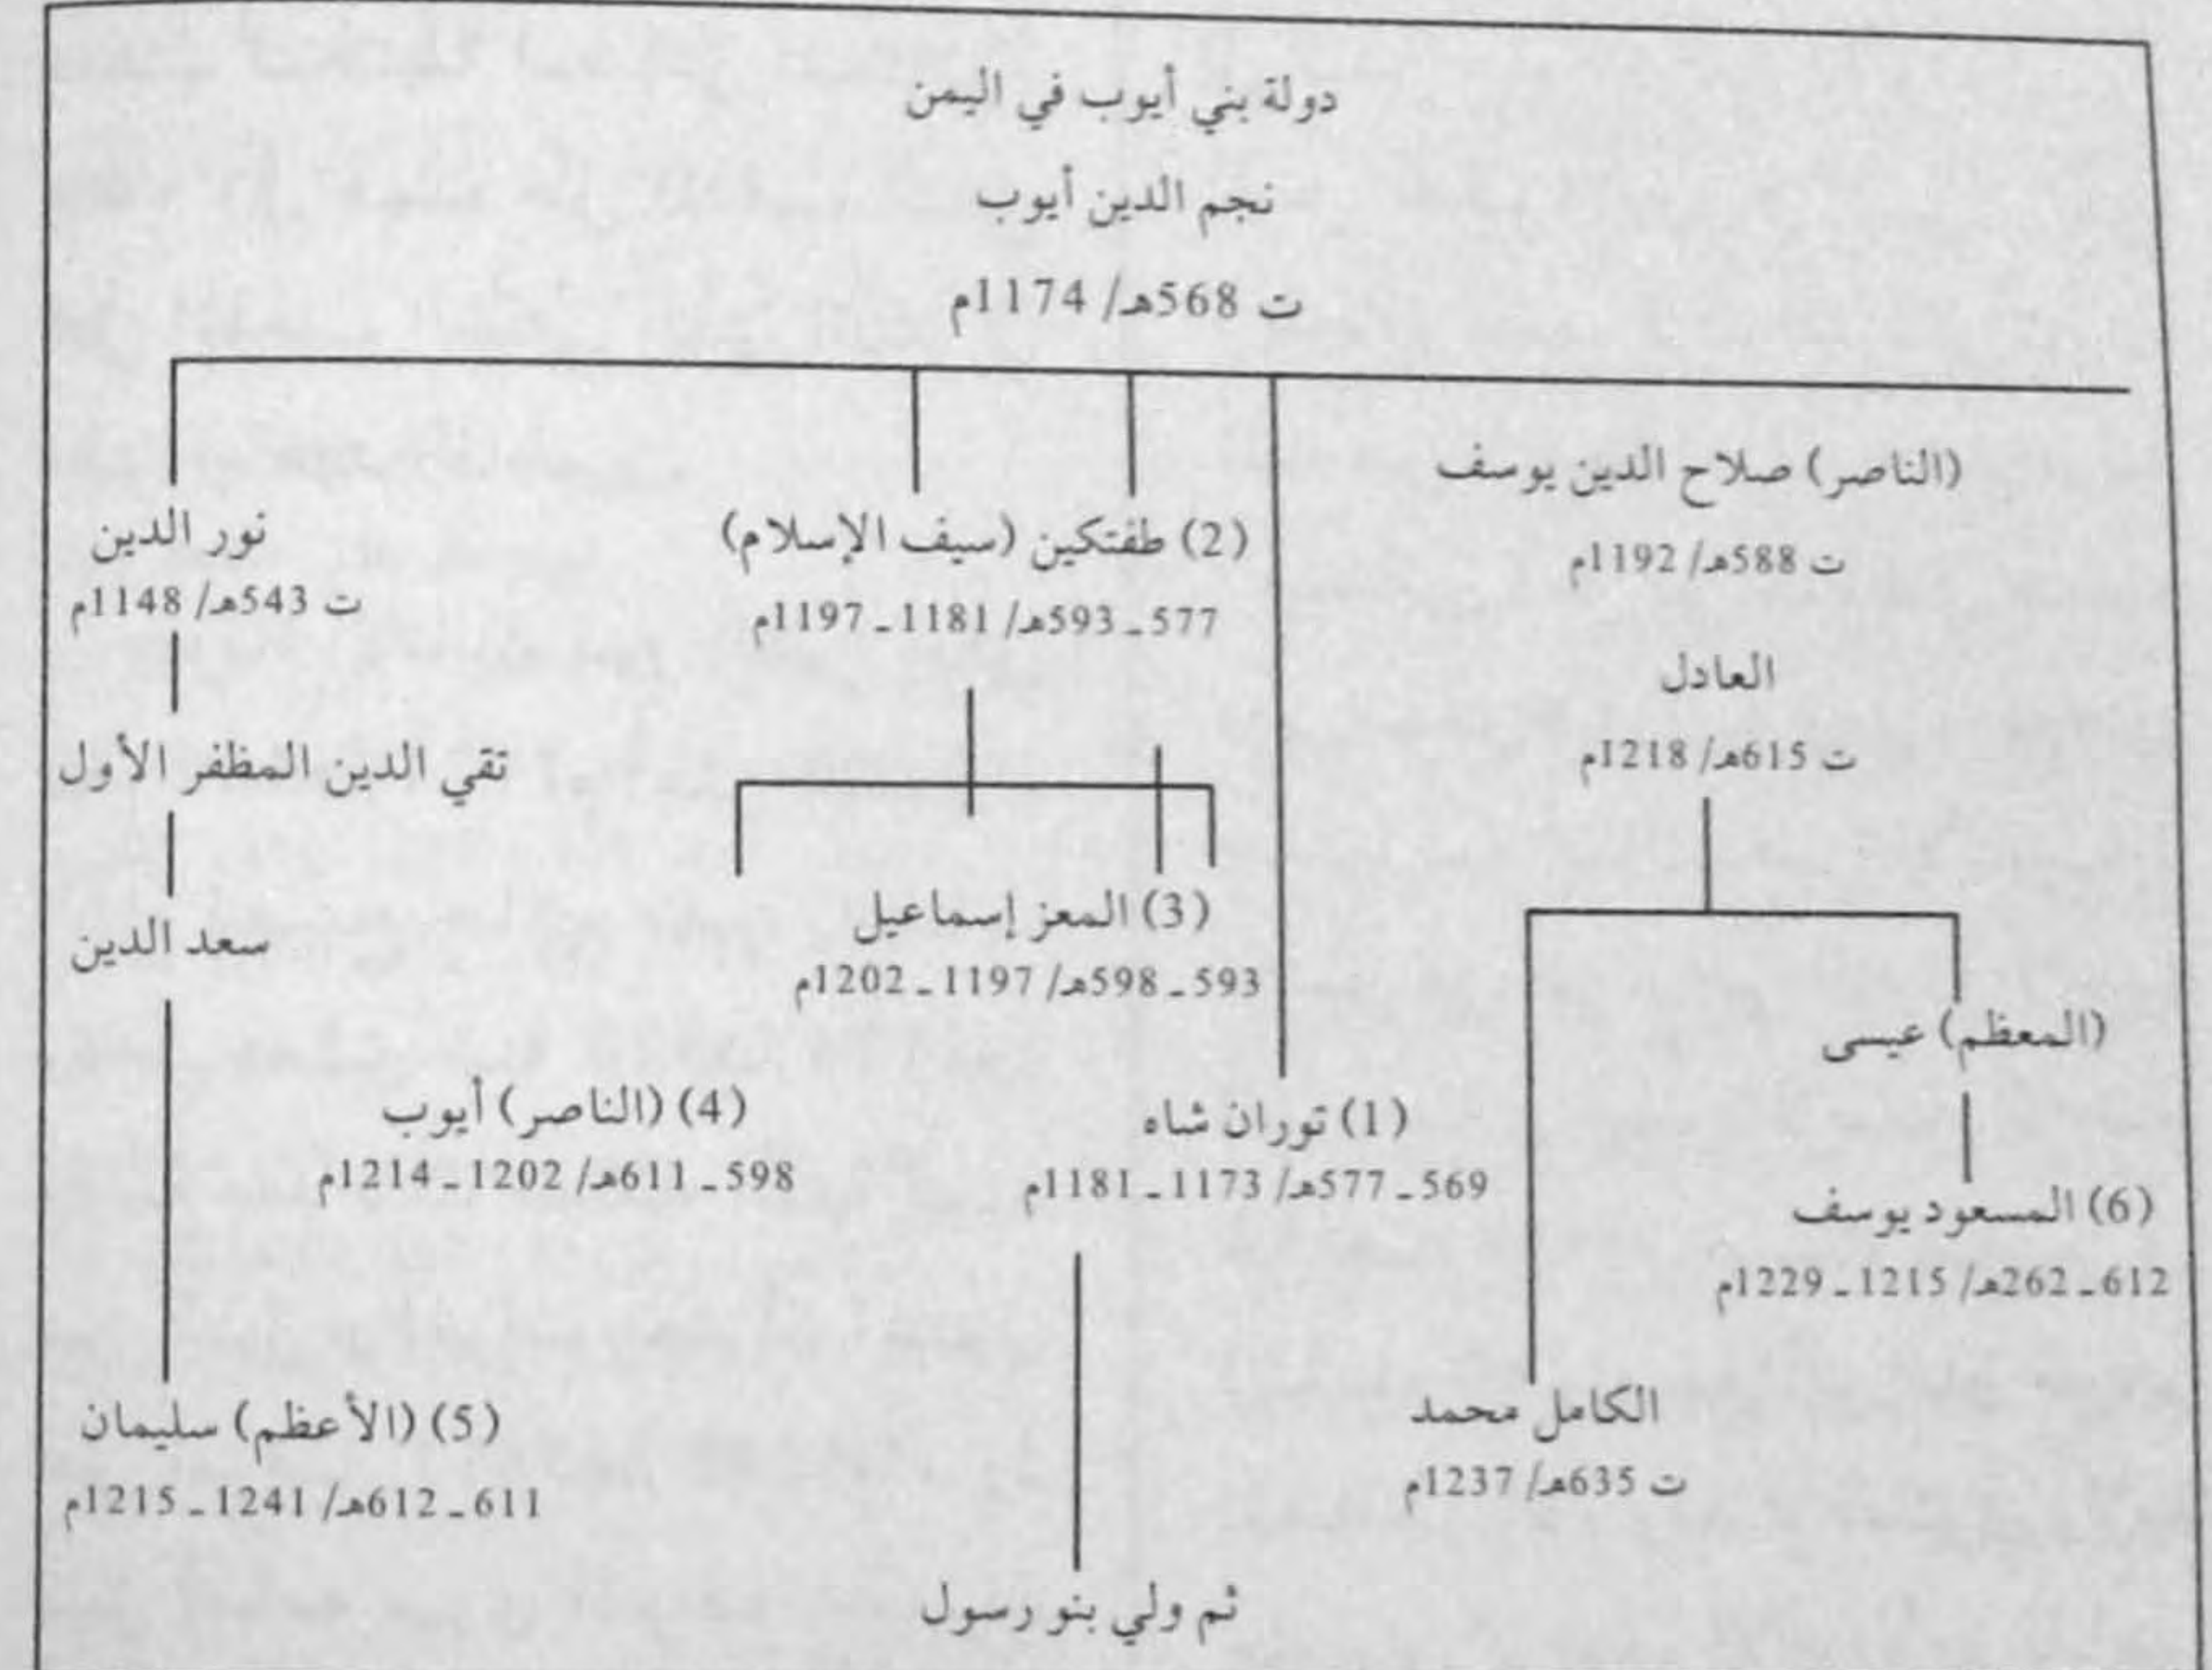 دولة بني أيوب في اليمن
نجم الدين أيوب
ت 568هـ/ 1174م
(الناصر) صلاح الدين يوسف
ت 588هـ/ 1192م
العادل
ت 615هـ/ 1218م
(المعظم) عيسى
(6) المسعود يوسف
612 ـ 262هـ/ 1215 ـ 1229م
الكامل محمد
ت 635هـ/ 1237م
(1) توران شاه
569 ـ 577هـ/ 1173 ـ 1181م
(2) طفتكين (سيف الإسلام)
577 ـ 593هـ/ 1181 ـ 1197م
(3) المعز إسماعيل
593 ـ 598هـ/ 1197 ـ 1202م
(4) (الناصر) أيوب
598 ـ 611هـ/ 1202 ـ 1214م
نور الدين
ت 543هـ/ 1148م
تقي الدين المظفر الأول
سعد الدين
(5) (الأعظم) سليمان
611 ـ 612هـ/ 1241 ـ 1215م
ثم ولي بنو رسول